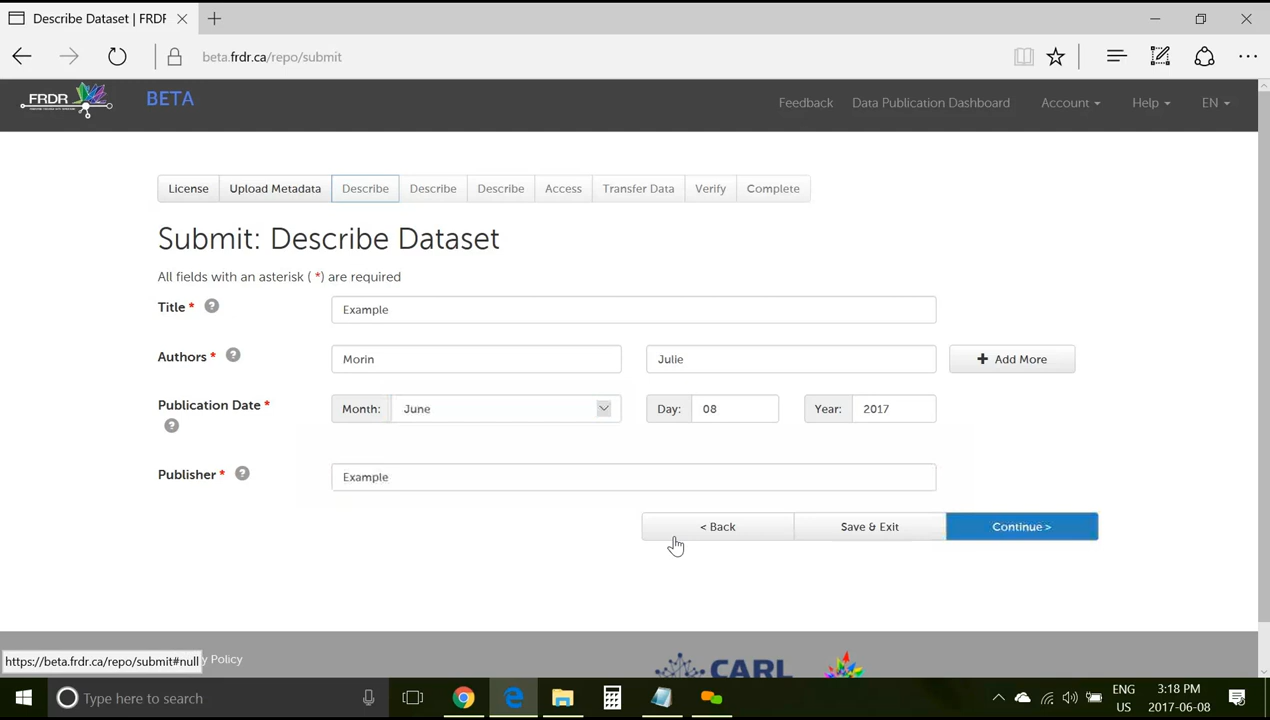 Describe Dataset | FRDR
beta.frdr.ca/repo/submit
FRDR BETA Feedback Data Publication Dashboard Account Help EN
License Upload Metadata Describe Describe Describe Access Transfer Data Verify Complete
Submit: Describe Dataset
All fields with an asterisk ( *) are required
Title * ? Example
Authors * ? Morin Julie + Add More
Publication Date * Month: June Day: 08 Year: 2017
?
Publisher * ? Example
< Back Save & Exit Continue >
https://beta.frdr.ca/repo/submit#null y Policy
CARL
Type here to search
ENG 3:18 PM
US 2017-06-08